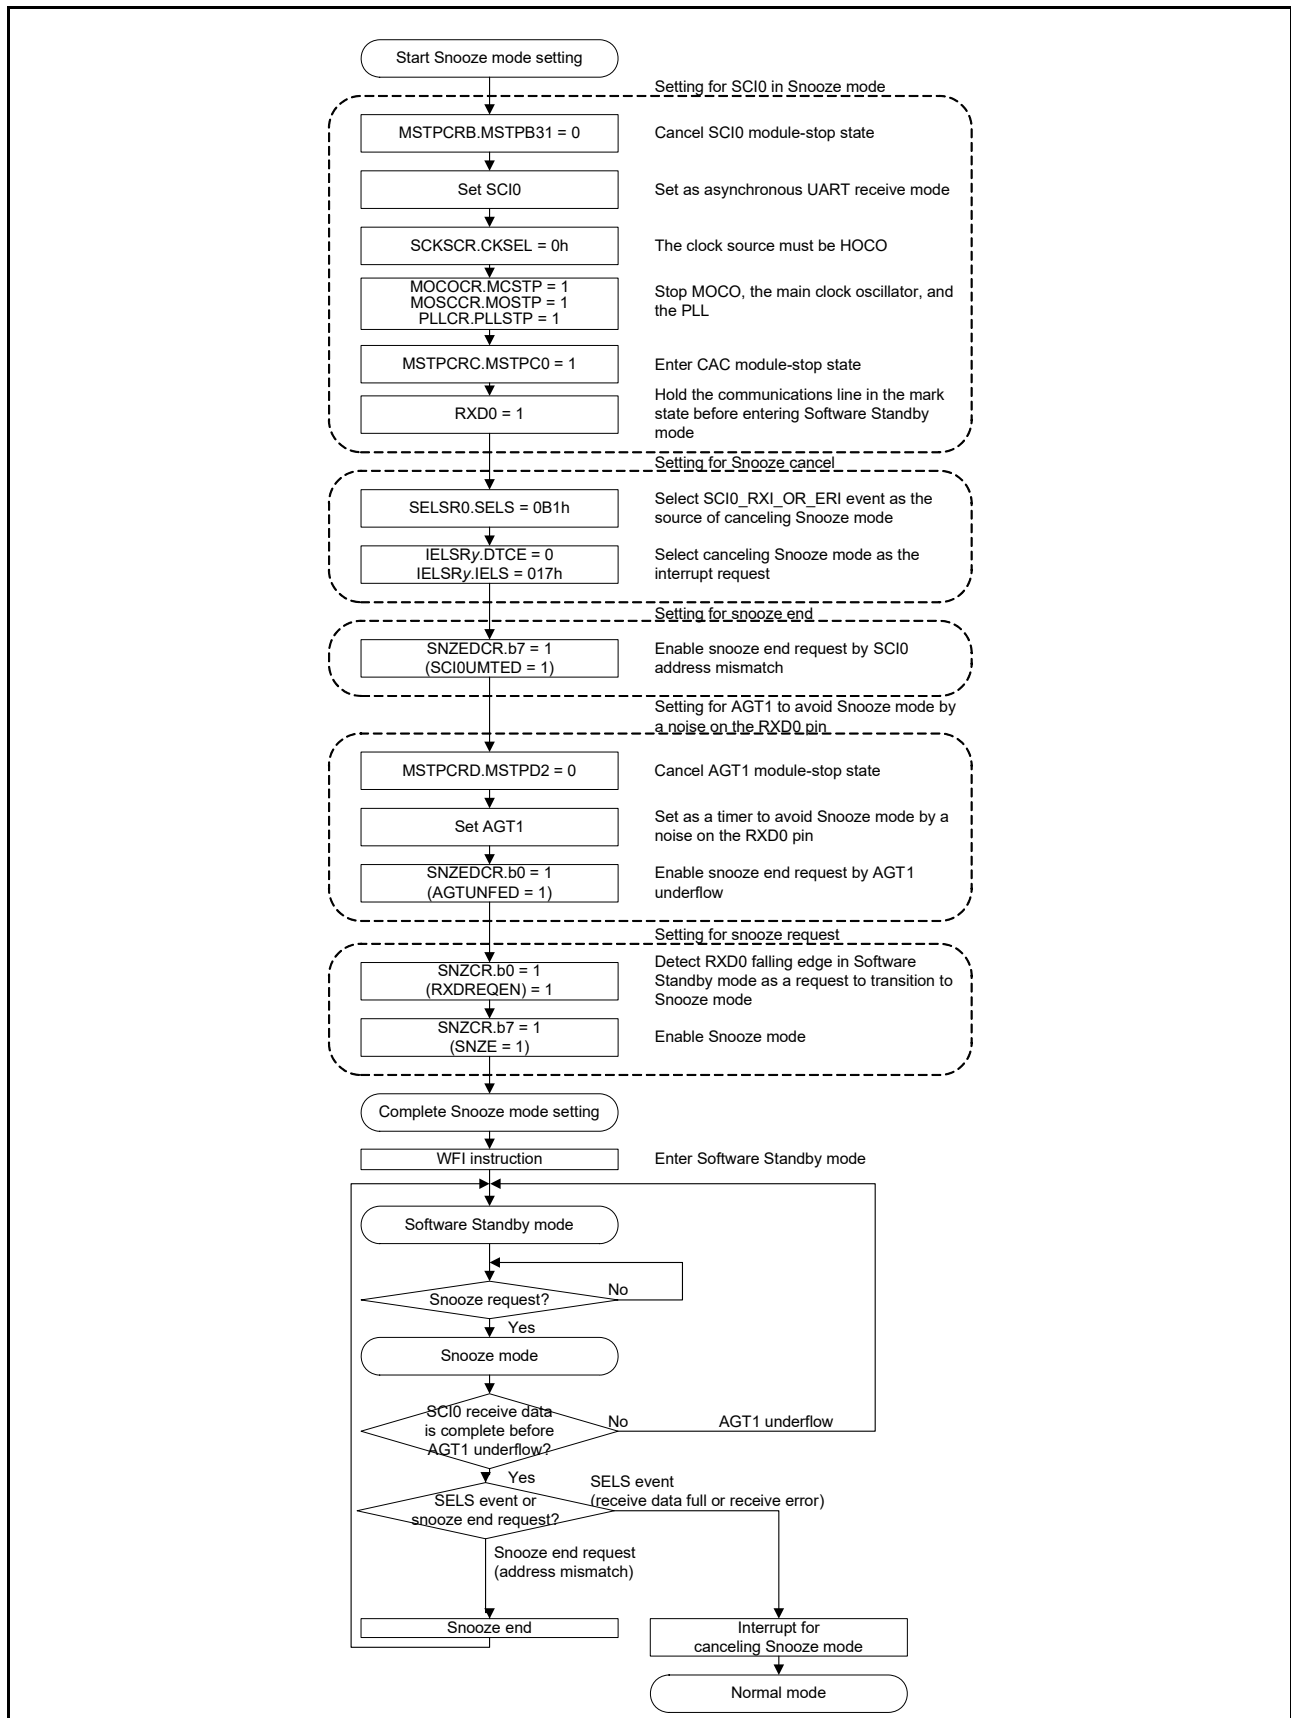 Start Snooze mode setting
Setting for SCI0 in Snooze mode
MSTPCRB.MSTPB31 = 0
Cancel SCI0 module-stop state
Set SCI0
Set as asynchronous UART receive mode
SCKSCR.CKSEL = 0h
The clock source must be HOCO
MOCOCR.MCSTP = 1
MOSCCR.MOSTP = 1
PLLCR.PLLSTP = 1
Stop MOCO, the main clock oscillator, and
the PLL
MSTPCRC.MSTPC0 = 1
Enter CAC module-stop state
RXD0 = 1
Hold the communications line in the mark
state before entering Software Standby
mode
Setting for Snooze cancel
SELSR0.SELS = 0B1h
Select SCI0_RXI_OR_ERI event as the
source of canceling Snooze mode
IELSRy.DTCE = 0
IELSRy.IELS = 017h
Select canceling Snooze mode as the
interrupt request
Setting for snooze end
SNZEDCR.b7 = 1
(SCI0UMTED = 1)
Enable snooze end request by SCI0
address mismatch
Setting for AGT1 to avoid Snooze mode by
a noise on the RXD0 pin
MSTPCRD.MSTPD2 = 0
Cancel AGT1 module-stop state
Set AGT1
Set as a timer to avoid Snooze mode by a
noise on the RXD0 pin
SNZEDCR.b0 = 1
(AGTUNFED = 1)
Enable snooze end request by AGT1
underflow
Setting for snooze request
SNZCR.b0 = 1
(RXDREQEN) = 1
Detect RXD0 falling edge in Software
Standby mode as a request to transition to
Snooze mode
SNZCR.b7 = 1
(SNZE = 1)
Enable Snooze mode
Complete Snooze mode setting
WFI instruction
Enter Software Standby mode
Software Standby mode
Snooze request?
No
Yes
Snooze mode
SCI0 receive data
is complete before
AGT1 underflow?
No
AGT1 underflow
Yes
SELS event or
snooze end request?
SELS event
(receive data full or receive error)
Snooze end request
(address mismatch)
Snooze end
Interrupt for
canceling Snooze mode
Normal mode